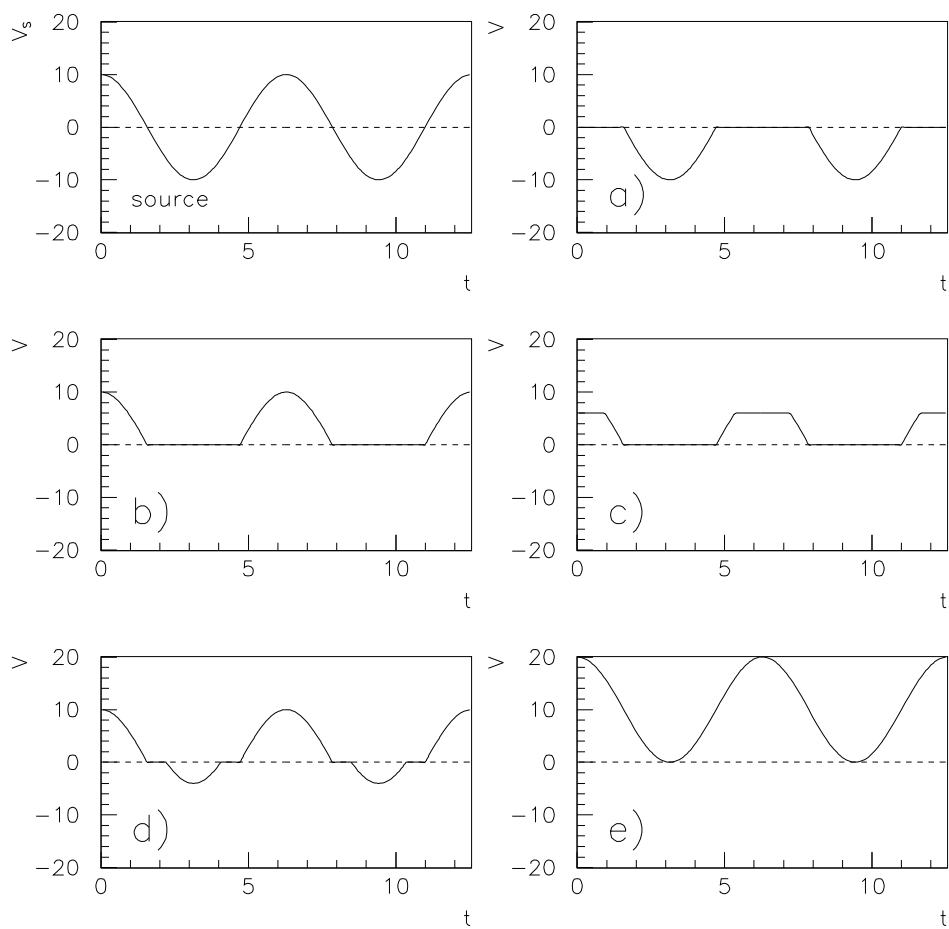 V_s 20 10 0 -10 -20 source 0 5 10 t
V 20 10 0 -10 -20 a) 0 5 10 t
V 20 10 0 -10 -20 b) 0 5 10 t
V 20 10 0 -10 -20 c) 0 5 10 t
V 20 10 0 -10 -20 d) 0 5 10 t
V 20 10 0 -10 -20 e) 0 5 10 t